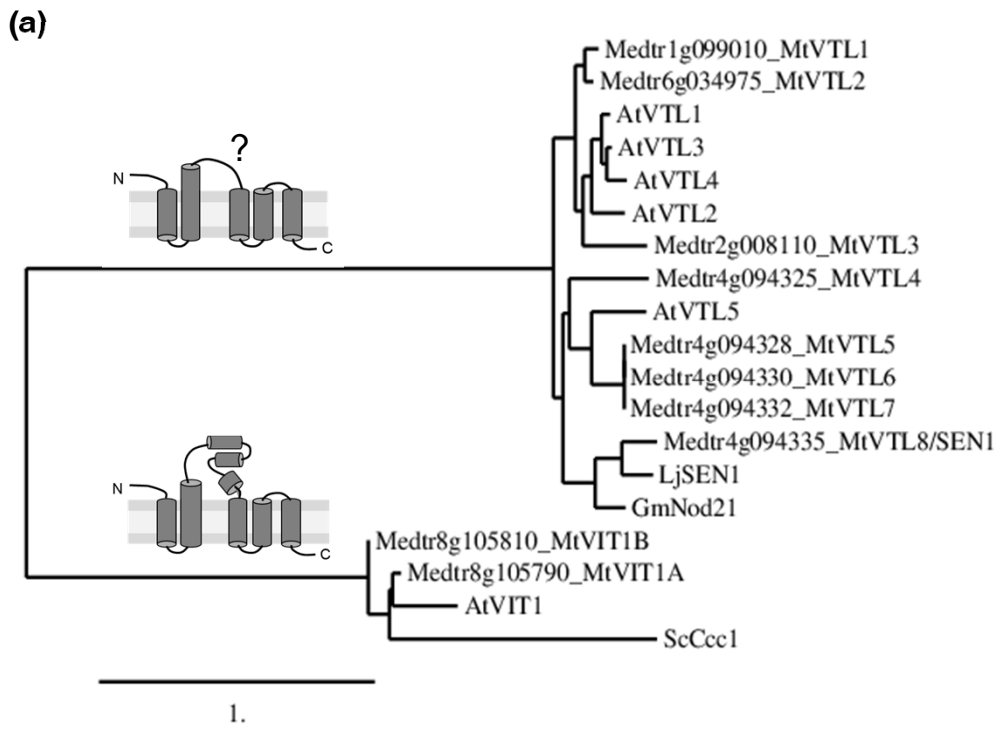 (a)
Medtr1g099010_MtVTL1
Medtr6g034975_MtVTL2
AtVTL1
?
AtVTL3
N
AtVTL4
AtVTL2
C
Medtr2g008110_MtVTL3
Medtr4g094325_MtVTL4
AtVTL5
Medtr4g094328_MtVTL5
Medtr4g094330_MtVTL6
Medtr4g094332_MtVTL7
Medtr4g094335_MtVTL8/SEN1
LjSEN1
N
GmNod21
Medtr8g105810_MtVIT1B
C
Medtr8g105790_MtVIT1A
AtVIT1
ScCcc1
1.